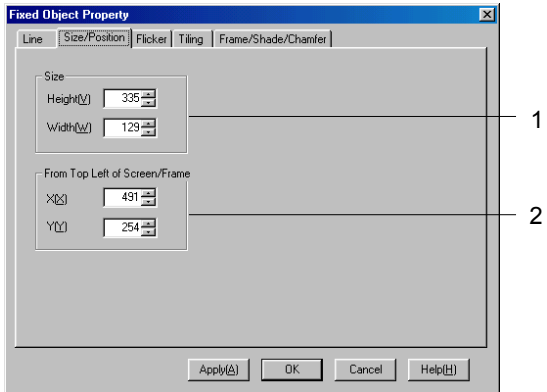 Fixed Object Property
Line Size/Position Flicker Tiling Frame/Shade/Chamfer
Size
Height(V) 335
Width(W) 129
1
From Top Left of Screen/Frame
X(X) 491
Y(Y) 254
2
Apply(A) OK Cancel Help(H)